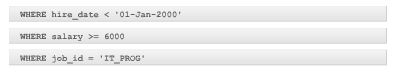 WHERE hire_date < '01-Jan-2000'
WHERE salary >= 6000
WHERE job_id = 'IT_PROG'